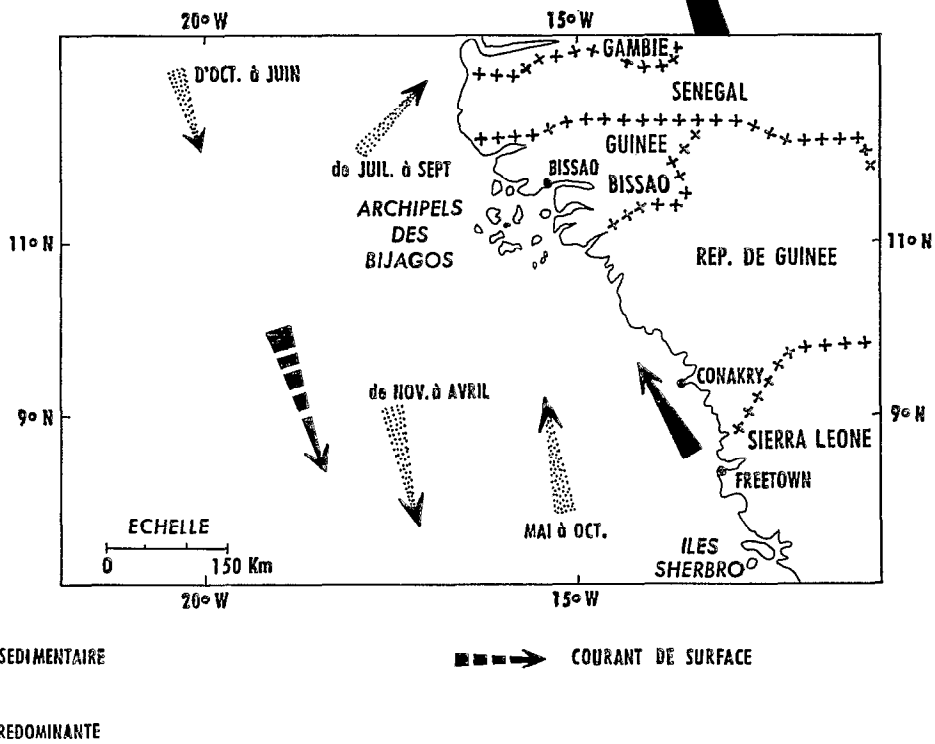 20° W
15° W
GAMBIE
D'OCT. à JUIN
SENEGAL
GUINEE
de JUIL. à SEPT
BISSAO
BISSAO
ARCHIPELS
DES
BIJAGOS
11° N
11° N
REP. DE GUINEE
CONAKRY
de NOV. à AVRIL
9° N
9° N
SIERRA LEONE
FREETOWN
ECHELLE
MAI à OCT.
0 150 Km
ILES
SHERBRO
20° W
15° W
SEDIMENTAIRE
COURANT DE SURFACE
REDOMINANTE